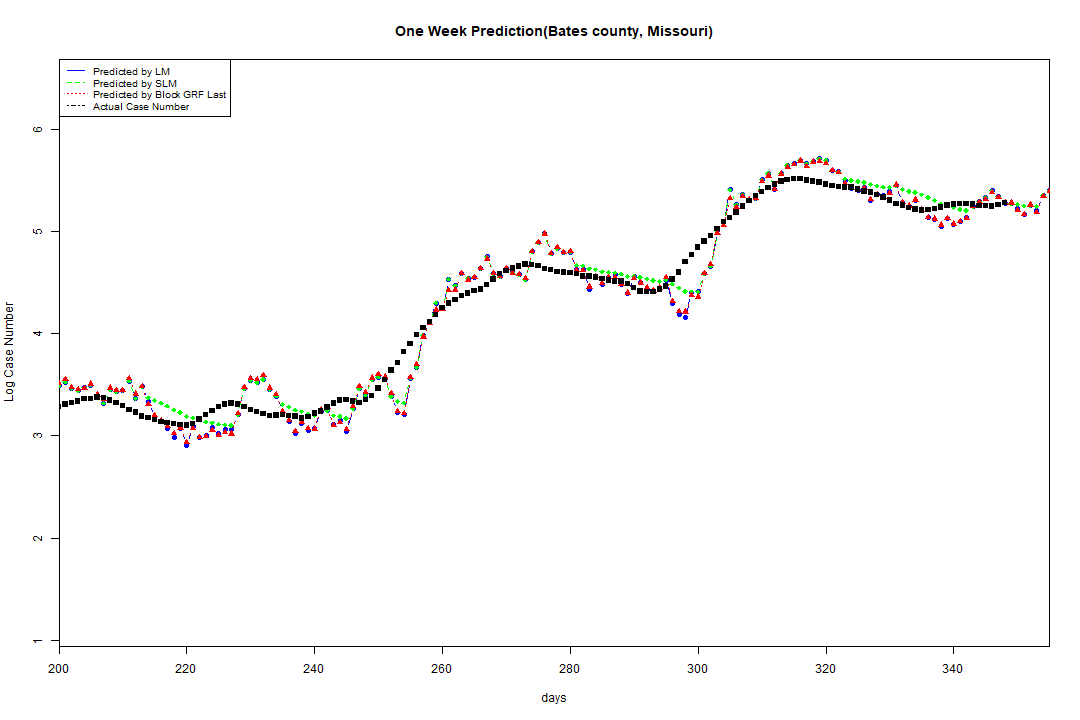 One Week Prediction(Bates county, Missouri)
Predicted by LM
Predicted by SLM
Predicted by Block GRF Last
Actual Case Number
6
5
4
3
2
1
Log Case Number
200 220 240 260 280 300 320 340
days